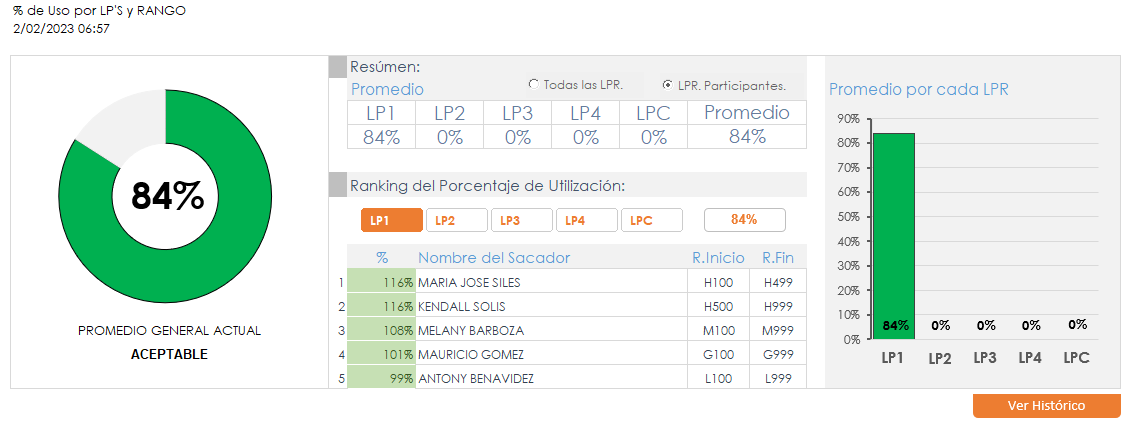 % de Uso por LP'S y RANGO
2/02/2023 06:57
84%
PROMEDIO GENERAL ACTUAL
ACEPTABLE
Resúmen:
Promedio
Todas las LPR.
LPR. Participantes.
LP1 LP2 LP3 LP4 LPC Promedio
84% 0% 0% 0% 0% 84%
Ranking del Porcentaje de Utilización:
LP1 LP2 LP3 LP4 LPC 84%
% Nombre del Sacador R.Inicio R.Fin
1 116% MARIA JOSE SILES H100 H499
2 116% KENDALL SOLIS H500 H999
3 108% MELANY BARBOZA M100 M999
4 101% MAURICIO GOMEZ G100 G999
5 99% ANTONY BENAVIDEZ L100 L999
Promedio por cada LPR
90%
80%
70%
60%
50%
40%
30%
20%
10%
0%
84% 0% 0% 0% 0%
LP1 LP2 LP3 LP4 LPC
Ver Histórico